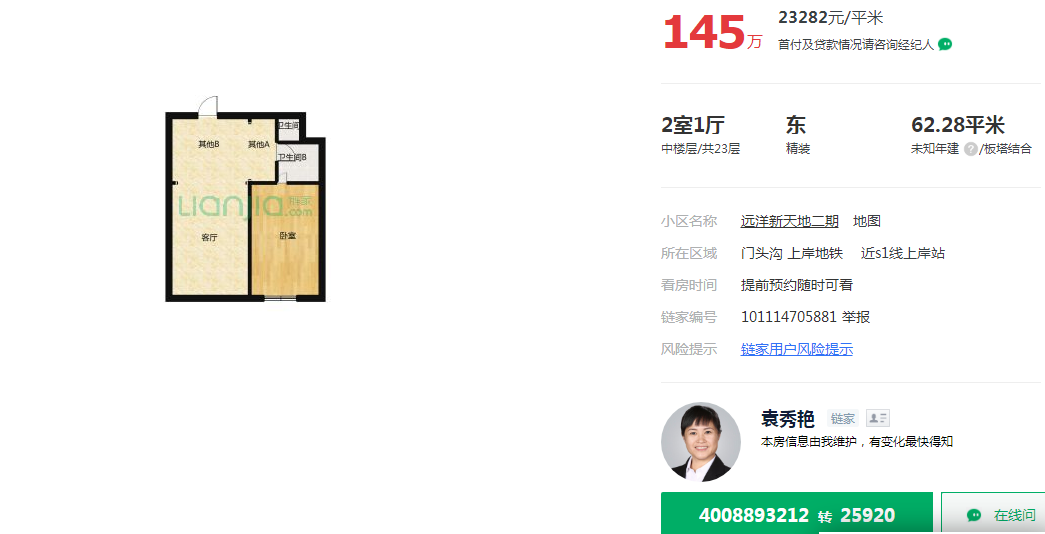 145万
23282元/平米
首付及贷款情况请咨询经纪人
2室1厅
东
62.28平米
中楼层/共23层
精装
未知年建 ? /板塔结合
小区名称 远洋新天地二期 地图
所在区域 门头沟 上岸地铁 近s1线上岸站
看房时间 提前预约随时可看
链家编号 101114705881 举报
风险提示 链家用户风险提示
袁秀艳 链家
本房信息由我维护，有变化最快得知
4008893212 转 25920
在线问
卫生间
其他B
其他A
卫生间B
Lianjia 链家
.com
客厅
卧室